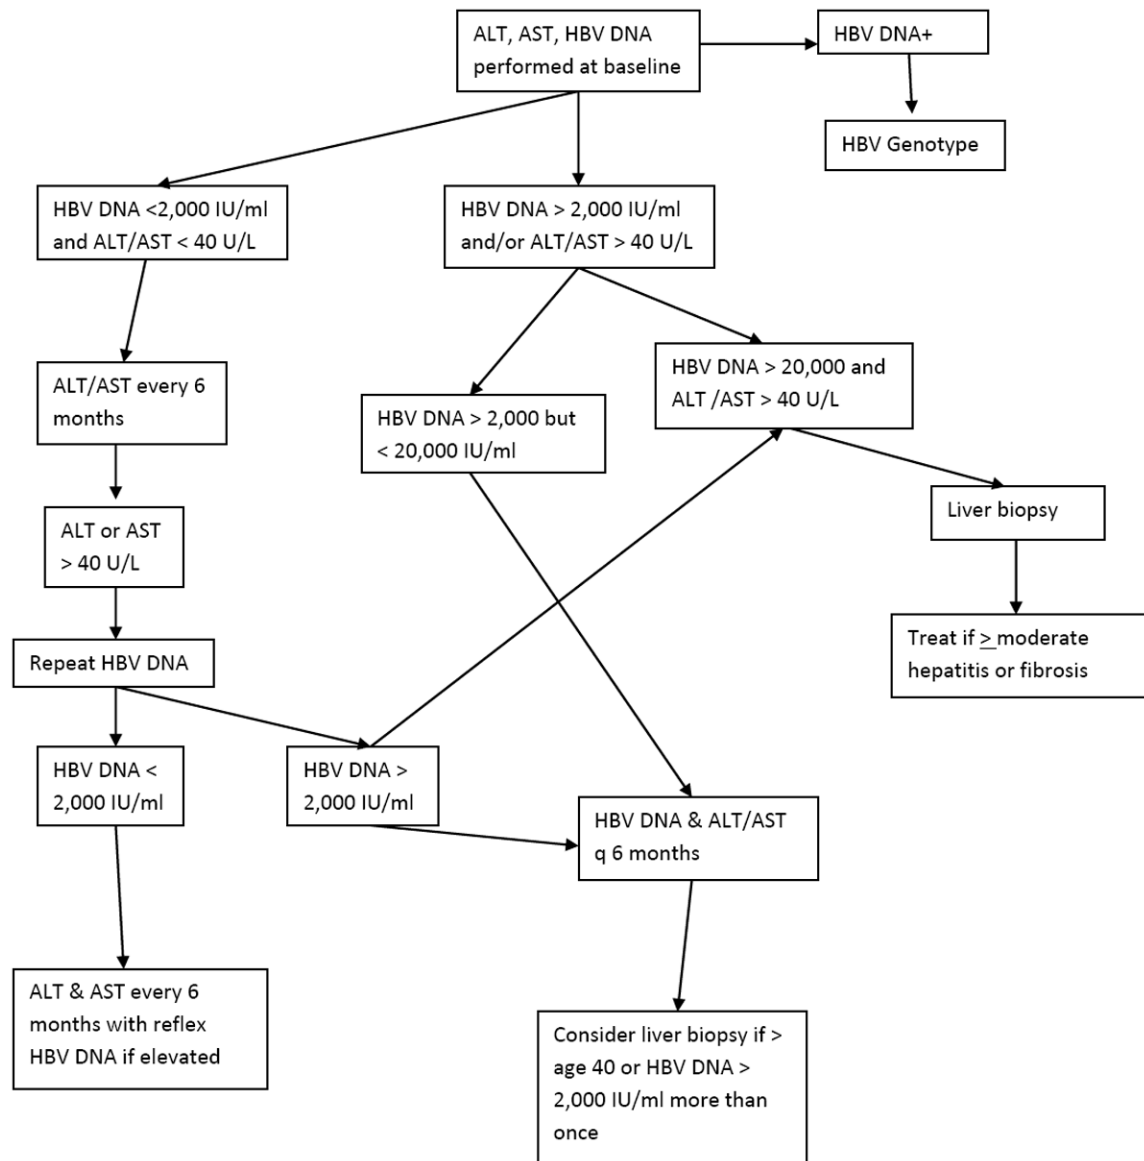 ALT, AST, HBV DNA
performed at baseline
HBV DNA+
HBV Genotype
HBV DNA <2,000 IU/ml
and ALT/AST < 40 U/L
HBV DNA > 2,000 IU/ml
and/or ALT/AST > 40 U/L
ALT/AST every 6
months
HBV DNA > 2,000 but
< 20,000 IU/ml
HBV DNA > 20,000 and
ALT /AST > 40 U/L
ALT or AST
> 40 U/L
Liver biopsy
Repeat HBV DNA
Treat if > moderate
hepatitis or fibrosis
HBV DNA <
2,000 IU/ml
HBV DNA >
2,000 IU/ml
HBV DNA & ALT/AST
q 6 months
ALT & AST every 6
months with reflex
HBV DNA if elevated
Consider liver biopsy if >
age 40 or HBV DNA >
2,000 IU/ml more than
once